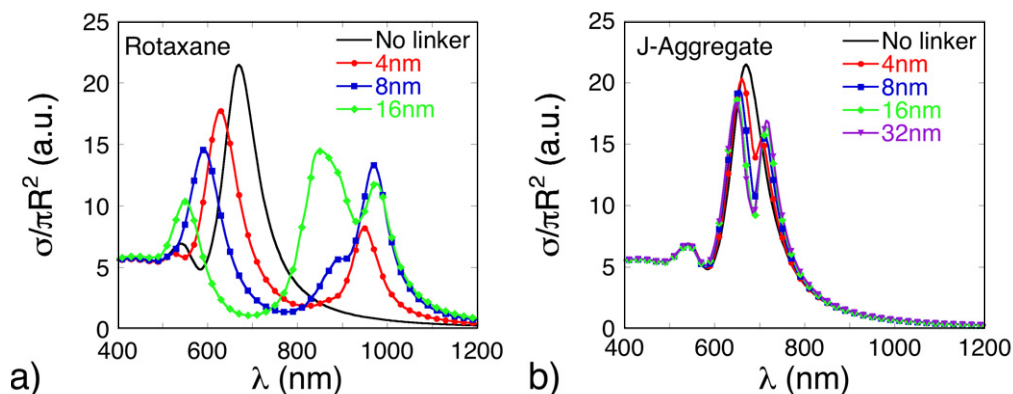 Rotaxane
No linker
4nm
8nm
16nm
25
20
15
10
5
0
σ/πR² (a.u.)
400 600 800 1000 1200
λ (nm)
a)
J-Aggregate
No linker
4nm
8nm
16nm
32nm
25
20
15
10
5
0
σ/πR² (a.u.)
400 600 800 1000 1200
λ (nm)
b)